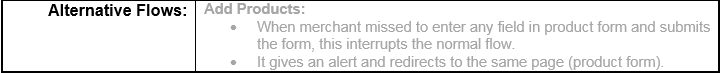 Alternative Flows:
Add Products:
• When merchant missed to enter any field in product form and submits
the form, this interrupts the normal flow.
• It gives an alert and redirects to the same page (product form).